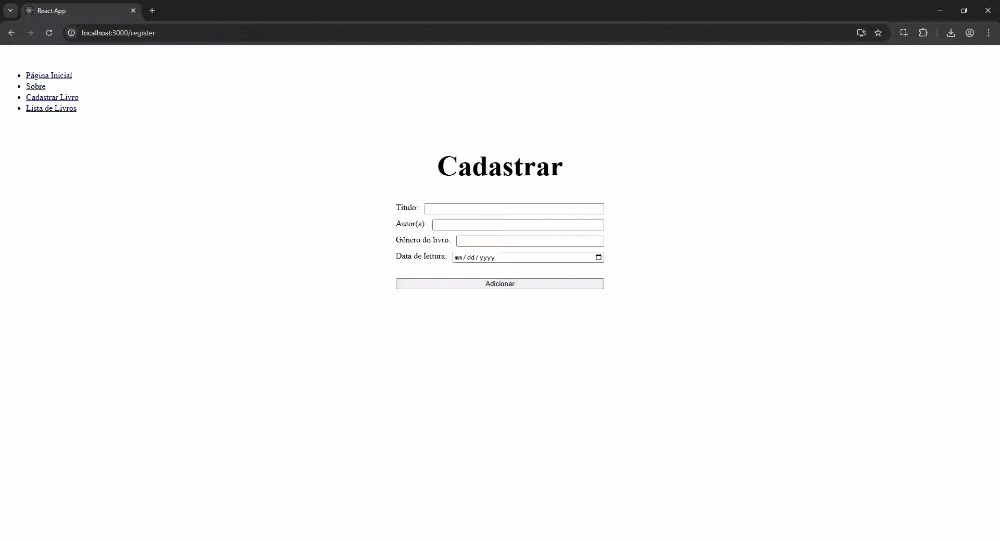 React App
localhost:3000/register
Página Inicial
Sobre
Cadastrar Livro
Lista de Livros
Cadastrar
Título:
Autor(a)
Gênero do livro:
Data de leitura: mm/dd/yyyy
Adicionar